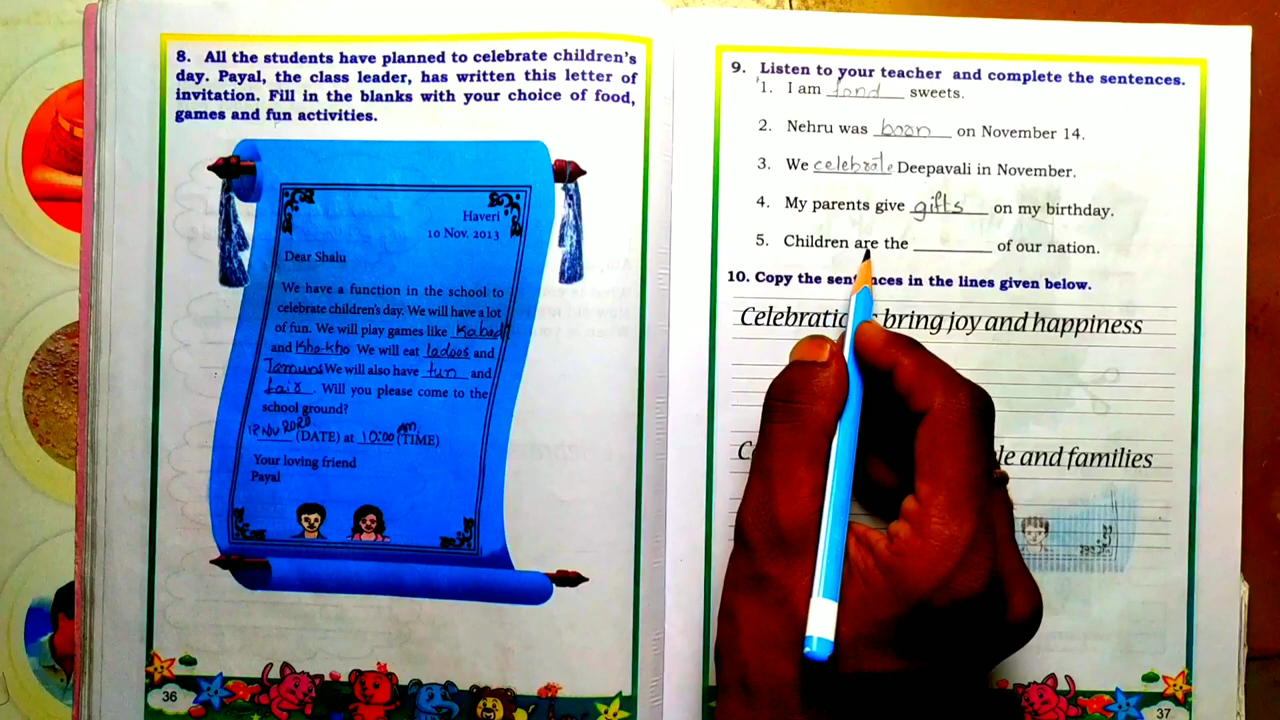 8. All the students have planned to celebrate children's
day. Payal, the class leader, has written this letter of
invitation. Fill in the blanks with your choice of food,
games and fun activities.
Haveri
10 Nov. 2013
Dear Shalu
We have a function in the school to
celebrate children's day. We will have a lot
of fun. We will play games like Kabadi
and Kho-kho We will eat ladoos and
Jamuns We will also have fun and
fair. Will you please come to the
school ground?
12 Nov 2020 (DATE) at 10:00 am (TIME)
Your loving friend
Payal
36
9. Listen to your teacher and complete the sentences.
1. I am fond sweets.
2. Nehru was boan on November 14.
3. We celebrate Deepavali in November.
4. My parents give gifts on my birthday.
5. Children are the ________ of our nation.
10. Copy the sentences in the lines given below.
bring joy and happiness
and families
37